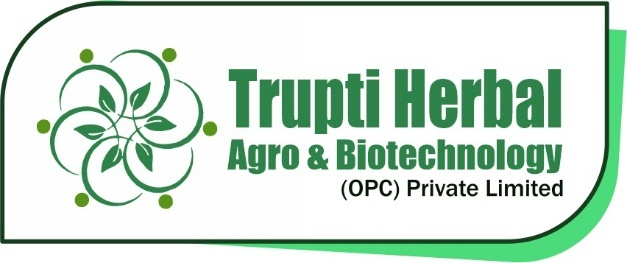 Trupti Herbal
Agro & Biotechnology
(OPC) Private Limited